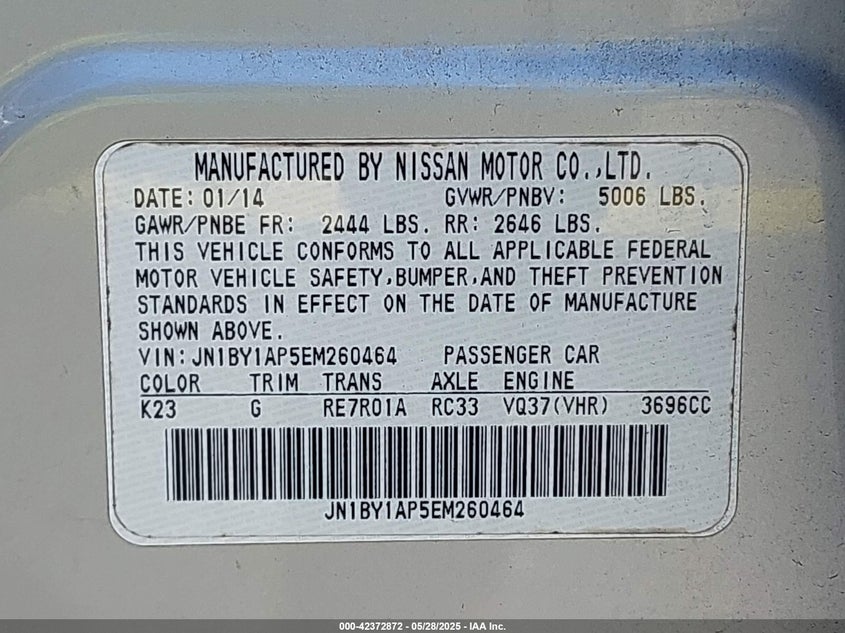 MANUFACTURED BY NISSAN MOTOR CO.,LTD.
DATE: 01/14 GVWR/PNBV: 5006 LBS.
GAWR/PNBE FR: 2444 LBS. RR: 2646 LBS.
THIS VEHICLE CONFORMS TO ALL APPLICABLE FEDERAL
MOTOR VEHICLE SAFETY,BUMPER,AND THEFT PREVENTION
STANDARDS IN EFFECT ON THE DATE OF MANUFACTURE
SHOWN ABOVE.
VIN:JN1BY1AP5EM260464 PASSENGER CAR
COLOR TRIM TRANS AXLE ENGINE
K23 G RE7R01A RC33 VQ37(VHR) 3696CC
JN1BY1AP5EM260464
000-42372872 - 05/28/2025 - IAA Inc.